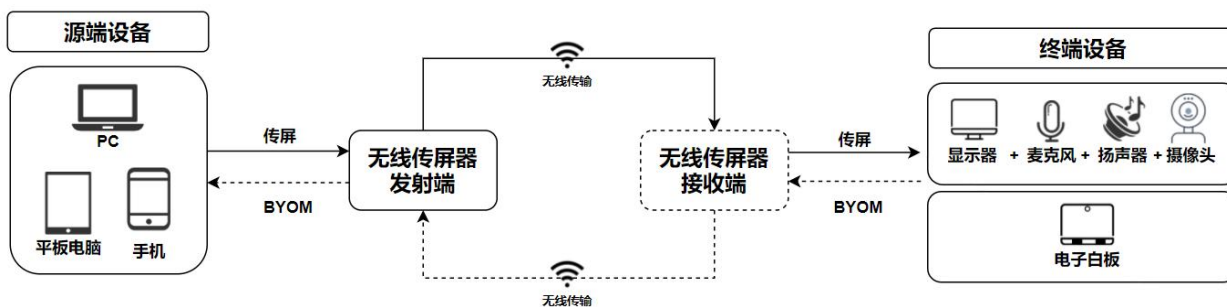 源端设备
PC
平板电脑
手机
传屏
BYOM
无线传屏器
发射端
无线传输
无线传输
无线传屏器
接收端
传屏
BYOM
终端设备
显示器 + 麦克风 + 扬声器 + 摄像头
电子白板